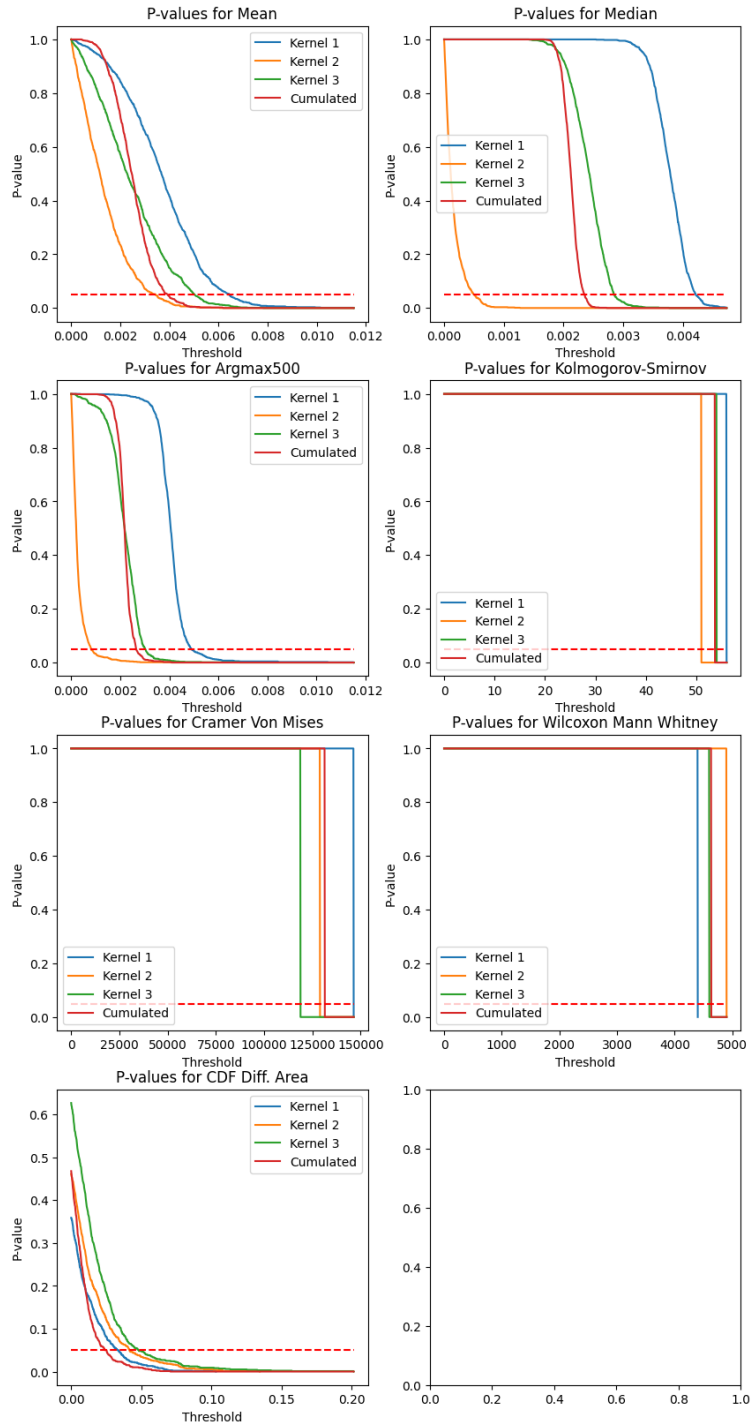 P-values for Mean
P-value
1.0
0.8
0.6
0.4
0.2
0.0
Kernel 1
Kernel 2
Kernel 3
Cumulated
0.000 0.002 0.004 0.006 0.008 0.010 0.012
Threshold
P-values for Median
P-value
1.0
0.8
0.6
0.4
0.2
0.0
Kernel 1
Kernel 2
Kernel 3
Cumulated
0.000 0.001 0.002 0.003 0.004
Threshold
P-values for Argmax500
P-value
1.0
0.8
0.6
0.4
0.2
0.0
Kernel 1
Kernel 2
Kernel 3
Cumulated
0.000 0.002 0.004 0.006 0.008 0.010 0.012
Threshold
P-values for Kolmogorov-Smirnov
P-value
1.0
0.8
0.6
0.4
0.2
0.0
Kernel 1
Kernel 2
Kernel 3
Cumulated
0 10 20 30 40 50
Threshold
P-values for Cramer Von Mises
P-value
1.0
0.8
0.6
0.4
0.2
0.0
Kernel 1
Kernel 2
Kernel 3
Cumulated
0 25000 50000 75000 100000 125000 150000
Threshold
P-values for Wilcoxon Mann Whitney
P-value
1.0
0.8
0.6
0.4
0.2
0.0
Kernel 1
Kernel 2
Kernel 3
Cumulated
0 1000 2000 3000 4000 5000
Threshold
P-values for CDF Diff. Area
P-value
0.6
0.5
0.4
0.3
0.2
0.1
0.0
Kernel 1
Kernel 2
Kernel 3
Cumulated
0.00 0.05 0.10 0.15 0.20
Threshold
1.0
0.8
0.6
0.4
0.2
0.0
0.0 0.2 0.4 0.6 0.8 1.0